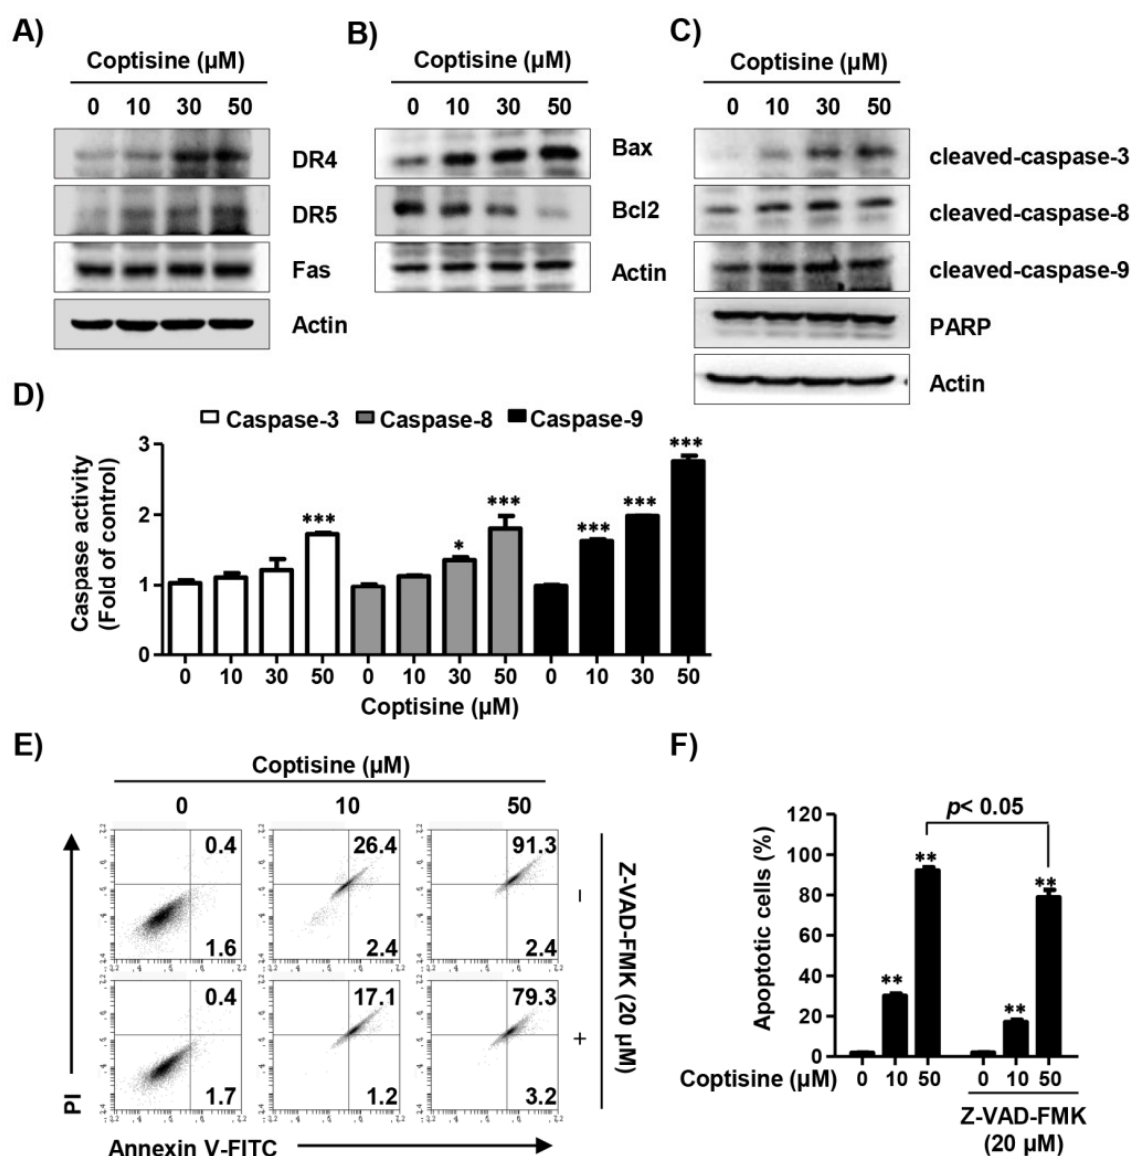 A)
Coptisine (µM)
0 10 30 50
DR4
DR5
Fas
Actin
B)
Coptisine (µM)
0 10 30 50
Bax
Bcl2
Actin
C)
Coptisine (µM)
0 10 30 50
cleaved-caspase-3
cleaved-caspase-8
cleaved-caspase-9
PARP
Actin
D)
Caspase-3 Caspase-8 Caspase-9
Caspase activity
(Fold of control)
3
2
1
0
***
*
***
***
***
***
0 10 30 50 0 10 30 50 0 10 30 50
Coptisine (µM)
E)
Coptisine (µM)
0 10 50
0.4 26.4 91.3
1.6 2.4 2.4
0.4 17.1 79.3
1.7 1.2 3.2
–
+
Z-VAD-FMK (20 µM)
PI
Annexin V-FITC
F)
Apoptotic cells (%)
120
100
80
60
40
20
0
p< 0.05
**
**
**
**
Coptisine (µM) 0 10 50 0 10 50
Z-VAD-FMK
(20 µM)